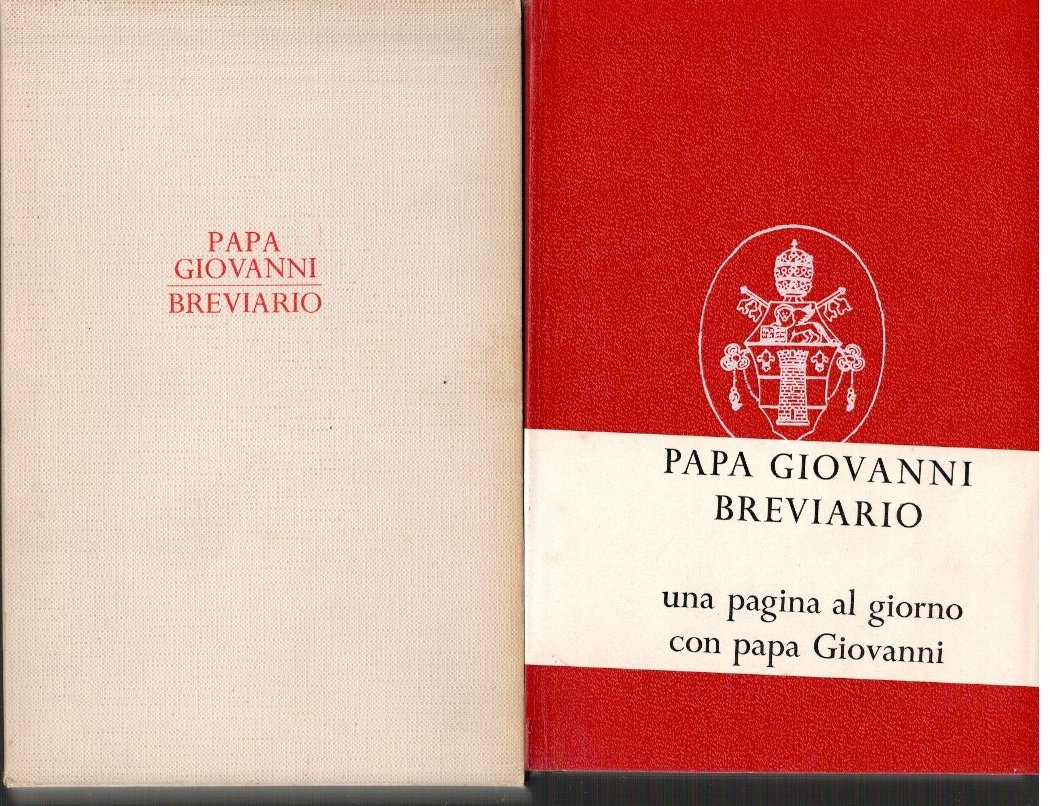 PAPA
GIOVANNI
BREVIARIO
PAPA GIOVANNI
BREVIARIO
una pagina al giorno
con papa Giovanni